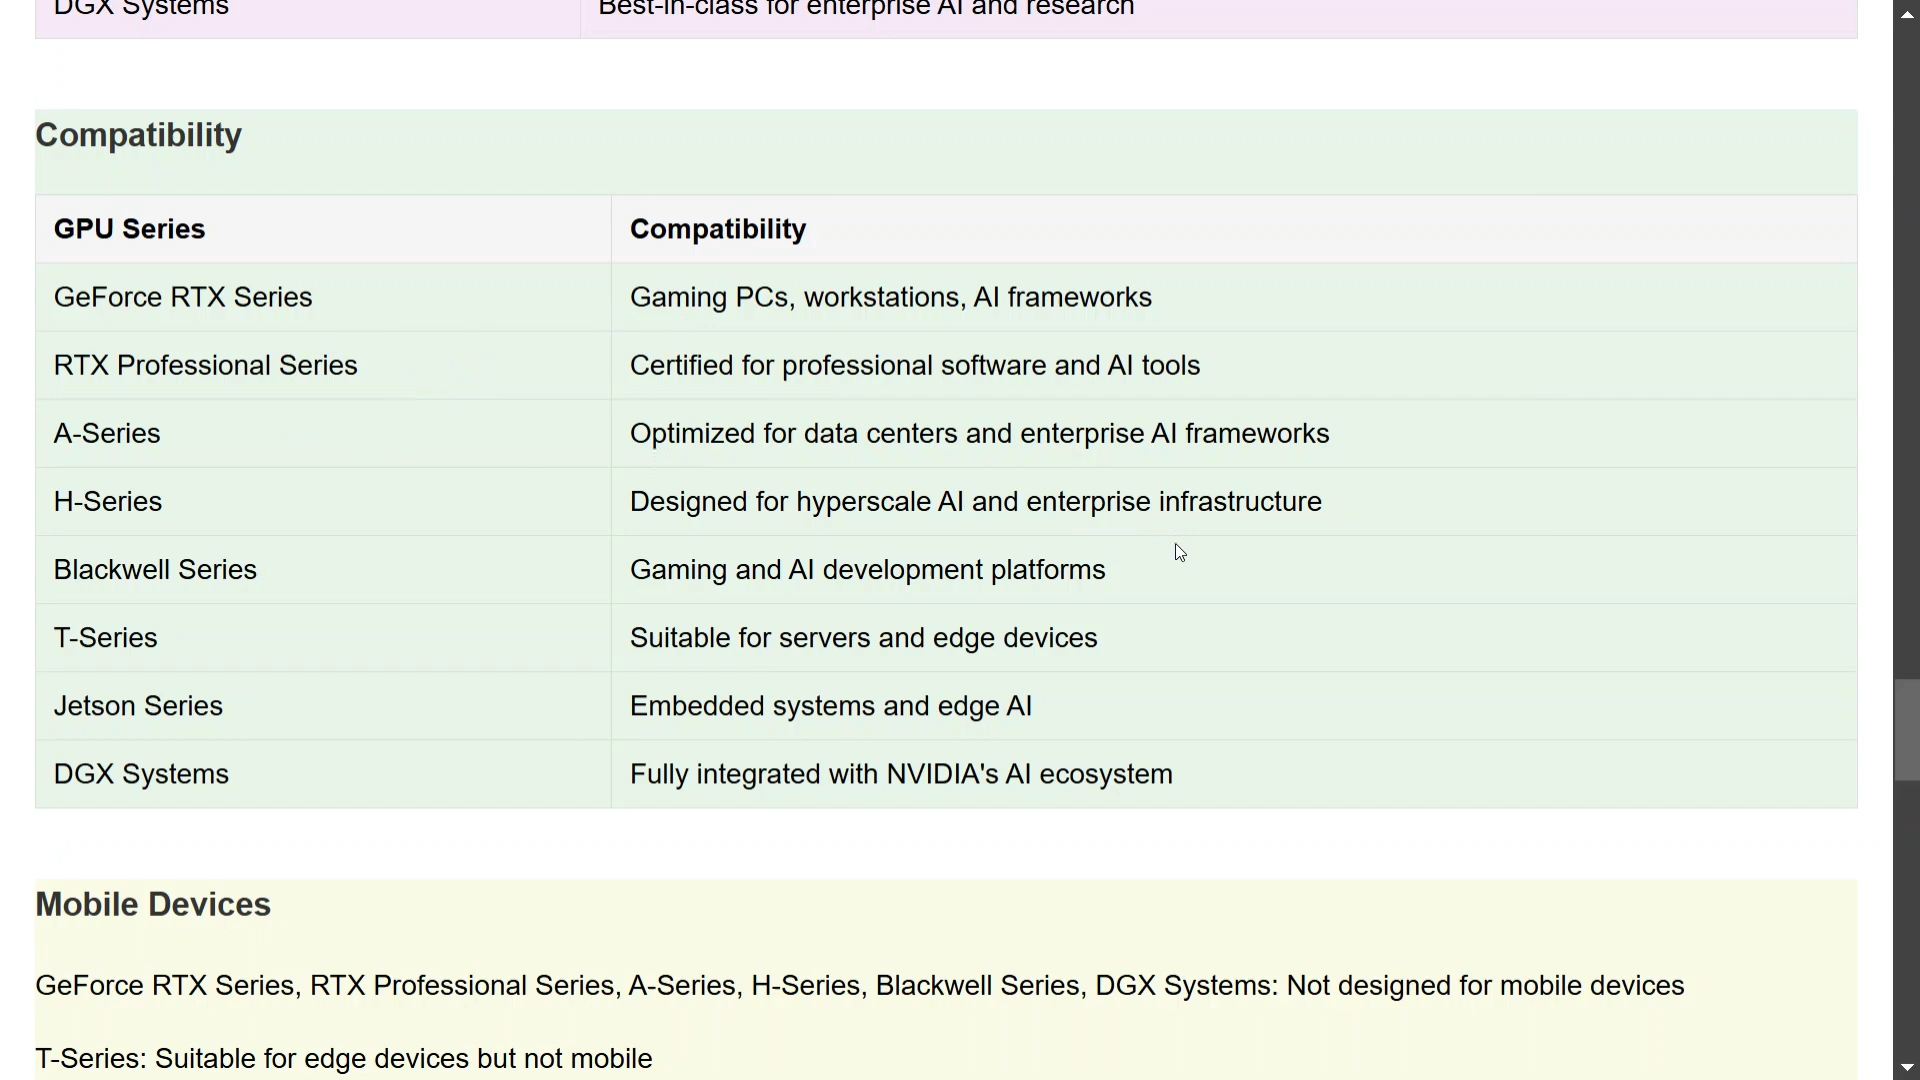 DGX Systems Best-in-class for enterprise AI and research
Compatibility
GPU Series Compatibility
GeForce RTX Series Gaming PCs, workstations, AI frameworks
RTX Professional Series Certified for professional software and AI tools
A-Series Optimized for data centers and enterprise AI frameworks
H-Series Designed for hyperscale AI and enterprise infrastructure
Blackwell Series Gaming and AI development platforms
T-Series Suitable for servers and edge devices
Jetson Series Embedded systems and edge AI
DGX Systems Fully integrated with NVIDIA's AI ecosystem
Mobile Devices
GeForce RTX Series, RTX Professional Series, A-Series, H-Series, Blackwell Series, DGX Systems: Not designed for mobile devices
T-Series: Suitable for edge devices but not mobile